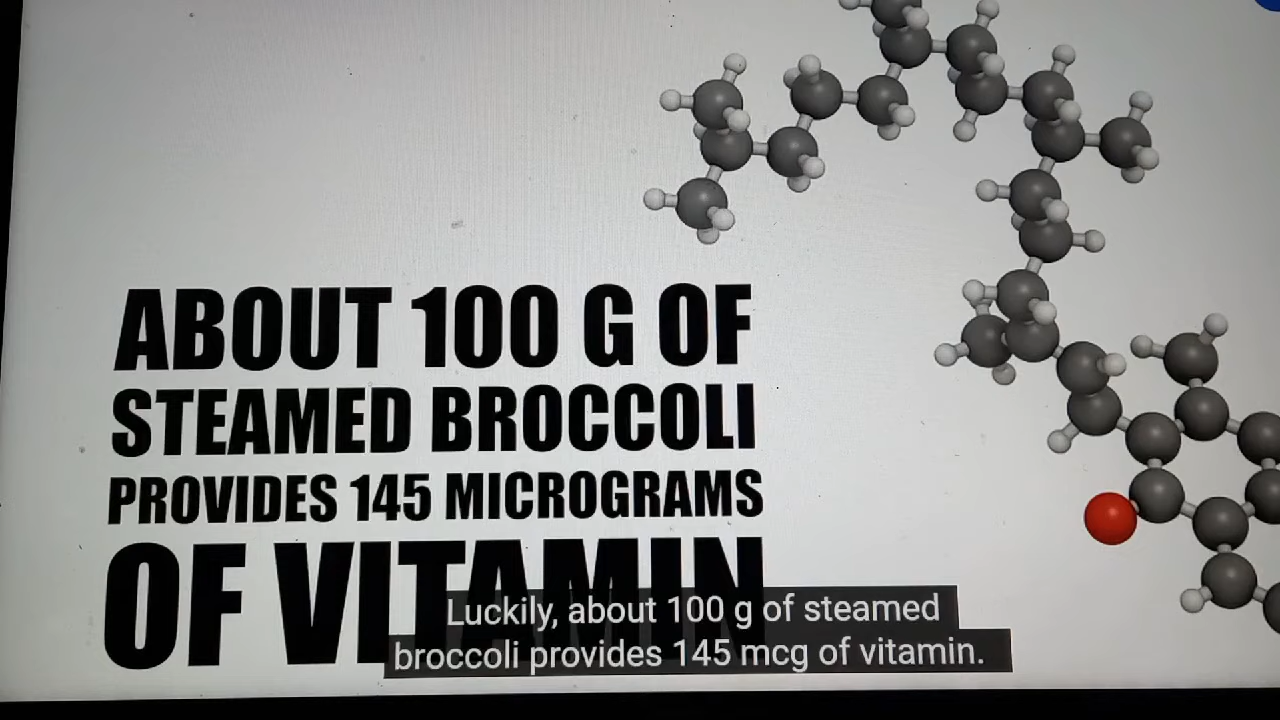 ABOUT 100 G OF
STEAMED BROCCOLI
PROVIDES 145 MICROGRAMS
OF VITAMIN
Luckily, about 100 g of steamed
broccoli provides 145 mcg of vitamin.